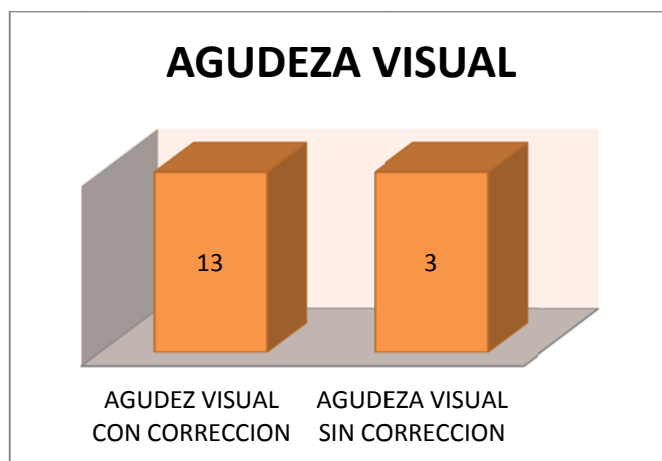 AGUDEZA VISUAL
13
3
AGUDEZ VISUAL
CON CORRECCION
AGUDEZA VISUAL
SIN CORRECCION